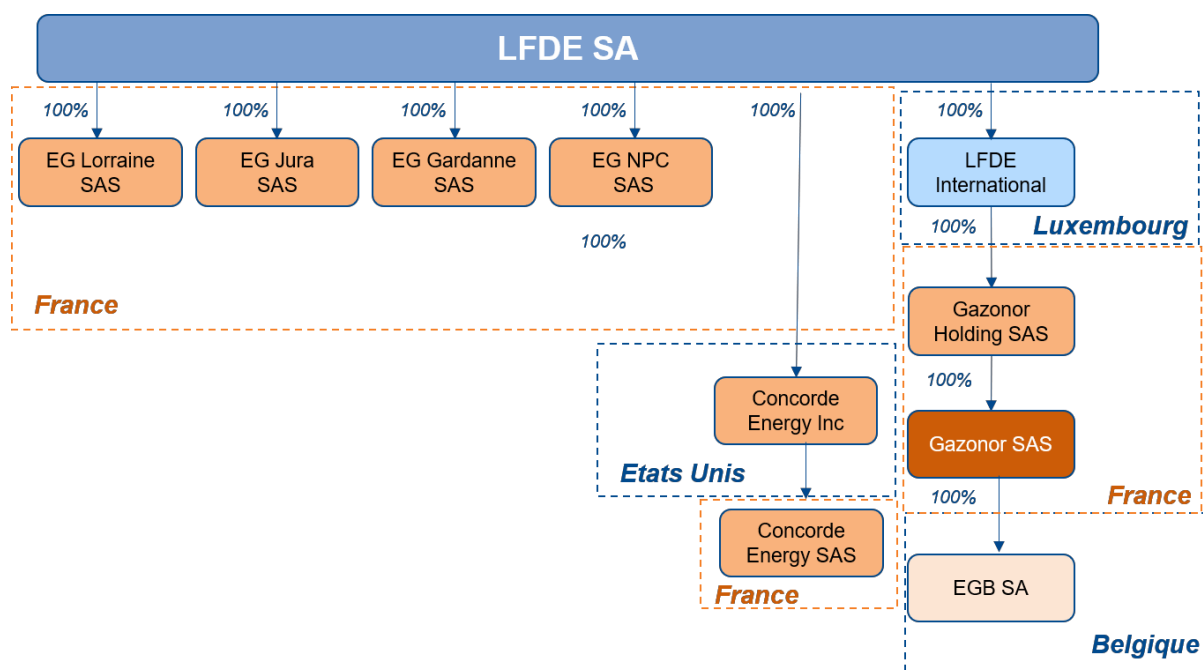 LFDE SA
100%
100%
100%
100%
100%
100%
EG Lorraine
SAS
EG Jura
SAS
EG Gardanne
SAS
EG NPC
SAS
LFDE
International
100%
Luxembourg
100%
France
Gazonor
Holding SAS
100%
Concorde
Energy Inc
Gazonor SAS
Etats Unis
100%
France
Concorde
Energy SAS
France
EGB SA
Belgique